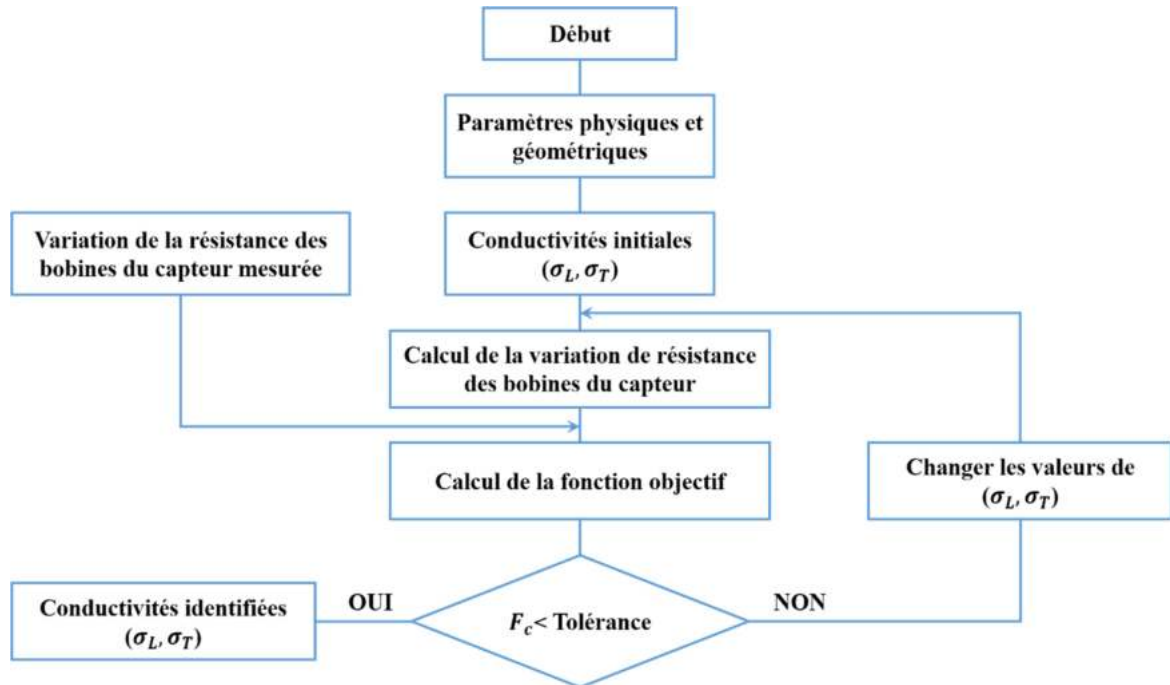 Début
Paramètres physiques et
géométriques
Variation de la résistance des
bobines du capteur mesurée
Conductivités initiales
(σ_L, σ_T)
Calcul de la variation de résistance
des bobines du capteur
Calcul de la fonction objectif
Changer les valeurs de
(σ_L, σ_T)
Conductivités identifiées
(σ_L, σ_T)
OUI
F_c< Tolérance
NON